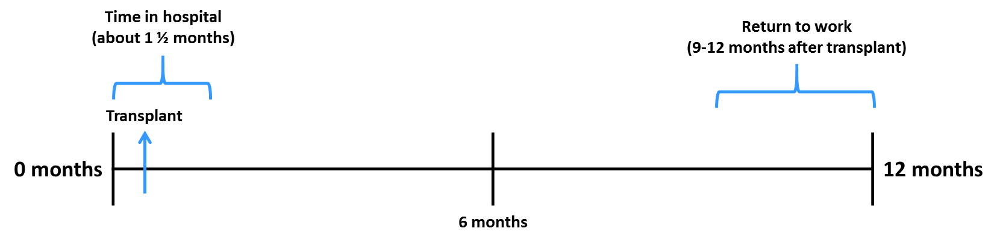 Time in hospital
(about 1 ½ months)
Return to work
(9-12 months after transplant)
Transplant
0 months
12 months
6 months